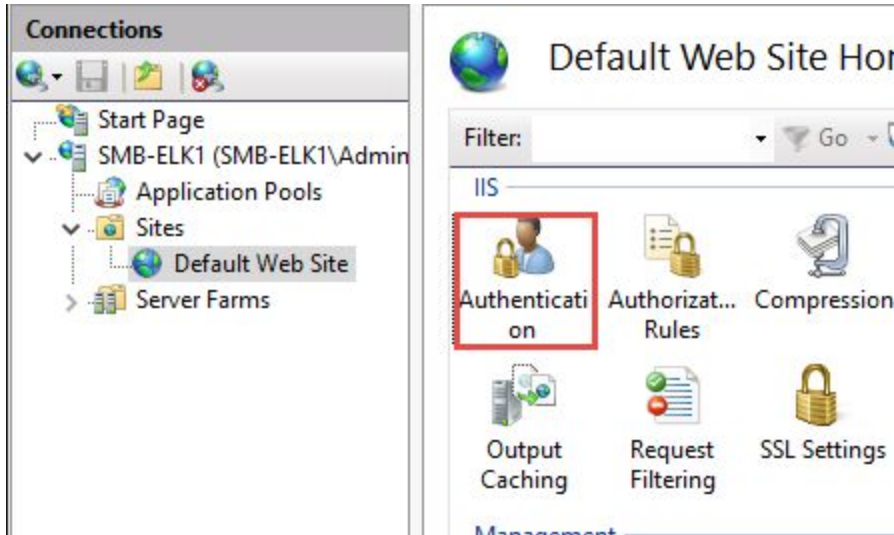 Connections
Start Page
SMB-ELK1 (SMB-ELK1\Admin
Application Pools
Sites
Default Web Site
Server Farms
Default Web Site Hor
Filter:
Go
IIS
Authenticati
on
Authorizat...
Rules
Compression
Output
Caching
Request
Filtering
SSL Settings
Management